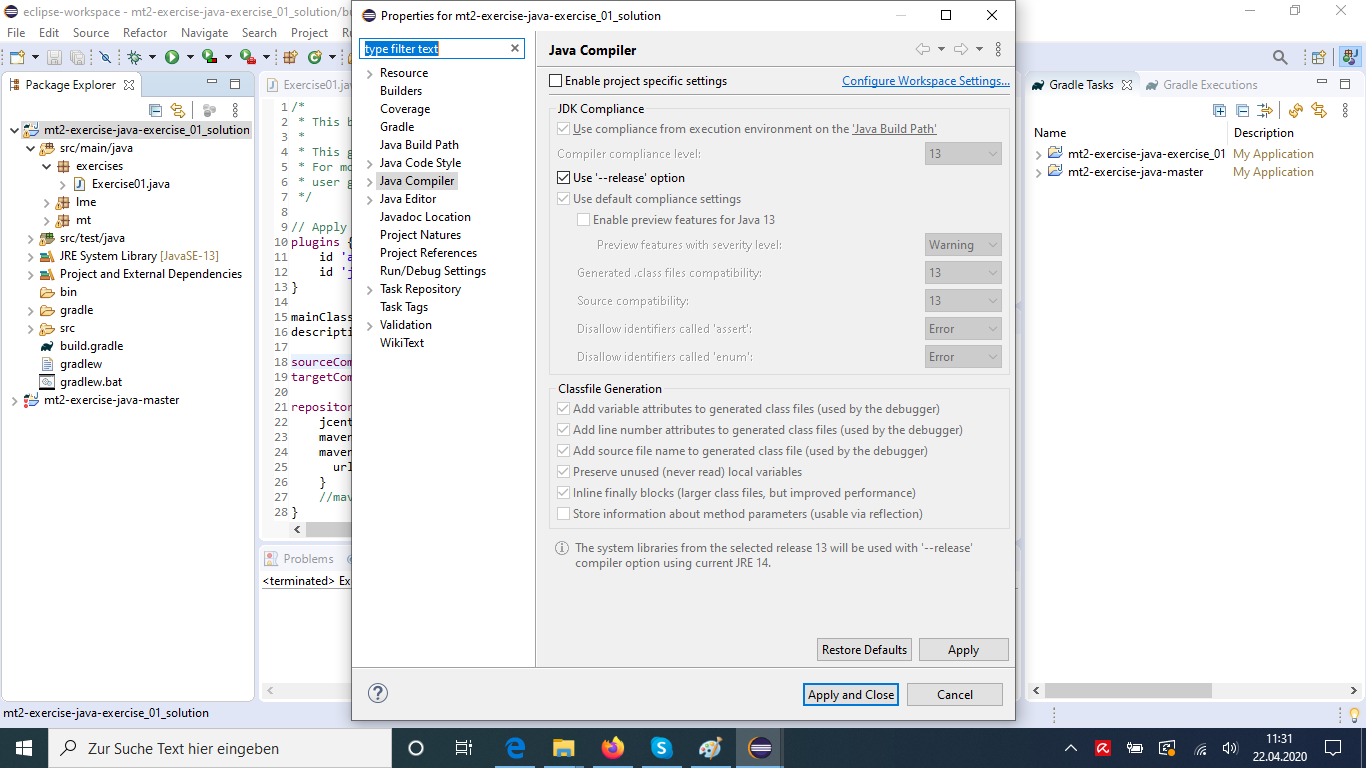 eclipse-workspace - mt2-exercise-java-exercise_01_solution/bu
File Edit Source Refactor Navigate Search Project R
Package Explorer
mt2-exercise-java-exercise_01_solution
src/main/java
exercises
Exercise01.java
lme
mt
src/test/java
JRE System Library [JavaSE-13]
Project and External Dependencies
bin
gradle
src
build.gradle
gradlew
gradlew.bat
mt2-exercise-java-master
Exercise01.java
1 /*
2 * This b
3 *
4 * This g
5 * For mo
6 * user g
7 */
8
9 // Apply
10 plugins {
11 id 'a
12 id 'j
13 }
14
15 mainClass
16 descripti
17
18 sourceCom
19 targetCom
20
21 repositor
22 jcent
23 maven
24 maven
25 url
26 }
27 //mav
28 }
Problems
<terminated> Ex
Properties for mt2-exercise-java-exercise_01_solution
type filter text
Resource
Builders
Coverage
Gradle
Java Build Path
Java Code Style
Java Compiler
Java Editor
Javadoc Location
Project Natures
Project References
Run/Debug Settings
Task Repository
Task Tags
Validation
WikiText
Java Compiler
Enable project specific settings
Configure Workspace Settings...
JDK Compliance
Use compliance from execution environment on the 'Java Build Path'
Compiler compliance level: 13
Use '--release' option
Use default compliance settings
Enable preview features for Java 13
Preview features with severity level: Warning
Generated .class files compatibility: 13
Source compatibility: 13
Disallow identifiers called 'assert': Error
Disallow identifiers called 'enum': Error
Classfile Generation
Add variable attributes to generated class files (used by the debugger)
Add line number attributes to generated class files (used by the debugger)
Add source file name to generated class file (used by the debugger)
Preserve unused (never read) local variables
Inline finally blocks (larger class files, but improved performance)
Store information about method parameters (usable via reflection)
The system libraries from the selected release 13 will be used with '--release'
compiler option using current JRE 14.
Restore Defaults Apply
Apply and Close Cancel
Gradle Tasks Gradle Executions
Name Description
mt2-exercise-java-exercise_01 My Application
mt2-exercise-java-master My Application
mt2-exercise-java-exercise_01_solution
Zur Suche Text hier eingeben
11:31
22.04.2020